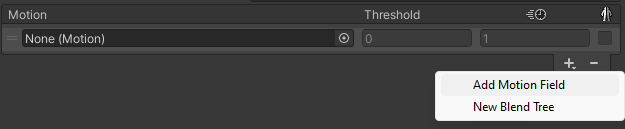 Motion Threshold
None (Motion) 0 1
Add Motion Field
New Blend Tree